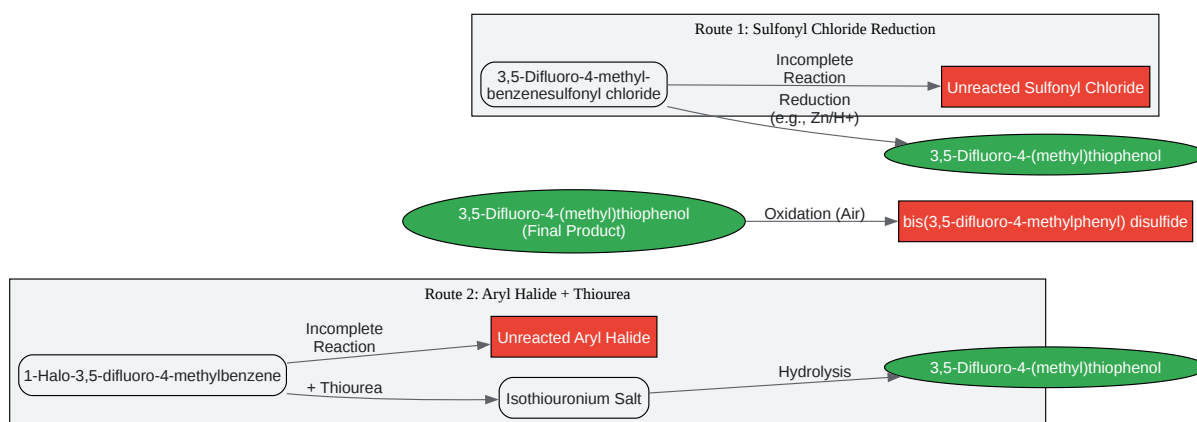 Route 1: Sulfonyl Chloride Reduction
3,5-Difluoro-4-methyl-
benzenesulfonyl chloride
Incomplete
Reaction
Unreacted Sulfonyl Chloride
Reduction
(e.g., Zn/H+)
3,5-Difluoro-4-(methyl)thiophenol
3,5-Difluoro-4-(methyl)thiophenol
(Final Product)
Oxidation (Air)
bis(3,5-difluoro-4-methylphenyl) disulfide
Route 2: Aryl Halide + Thiourea
1-Halo-3,5-difluoro-4-methylbenzene
Incomplete
Reaction
Unreacted Aryl Halide
+ Thiourea
Isothiouronium Salt
Hydrolysis
3,5-Difluoro-4-(methyl)thiophenol